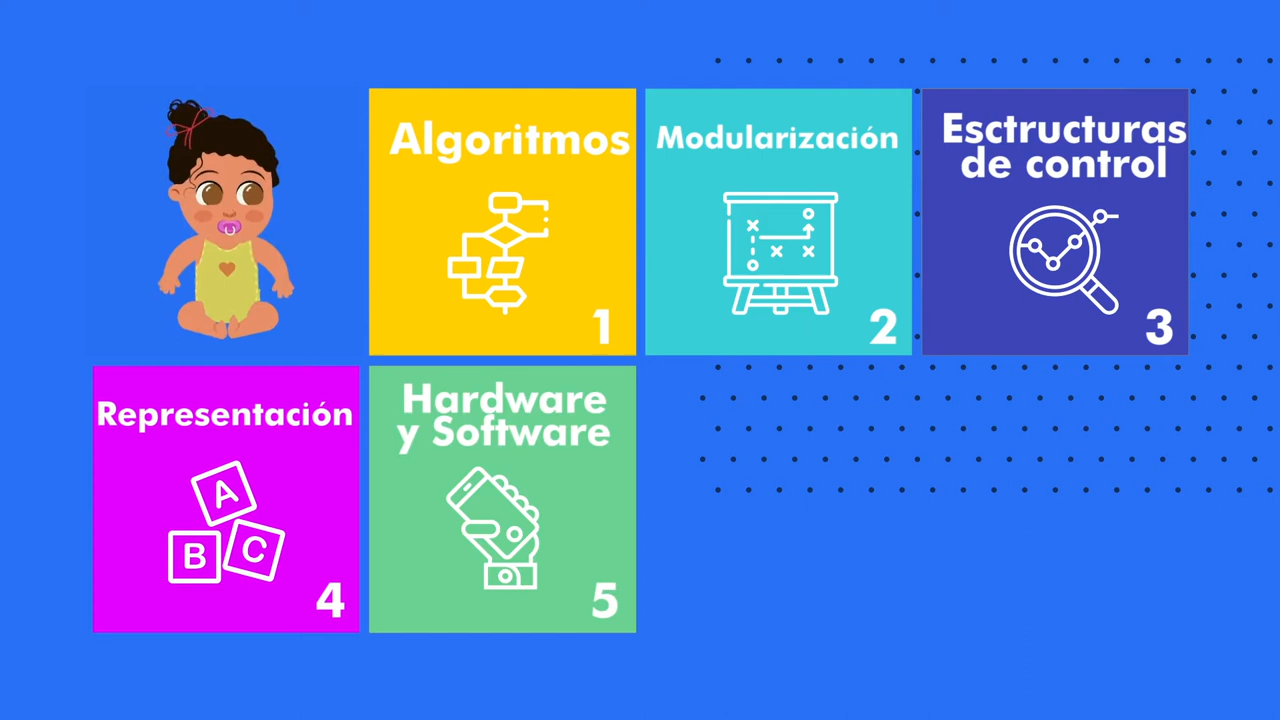 Algoritmos
1
Modularización
2
Esctructuras
de control
3
Representación
A
B
C
4
Hardware
y Software
5